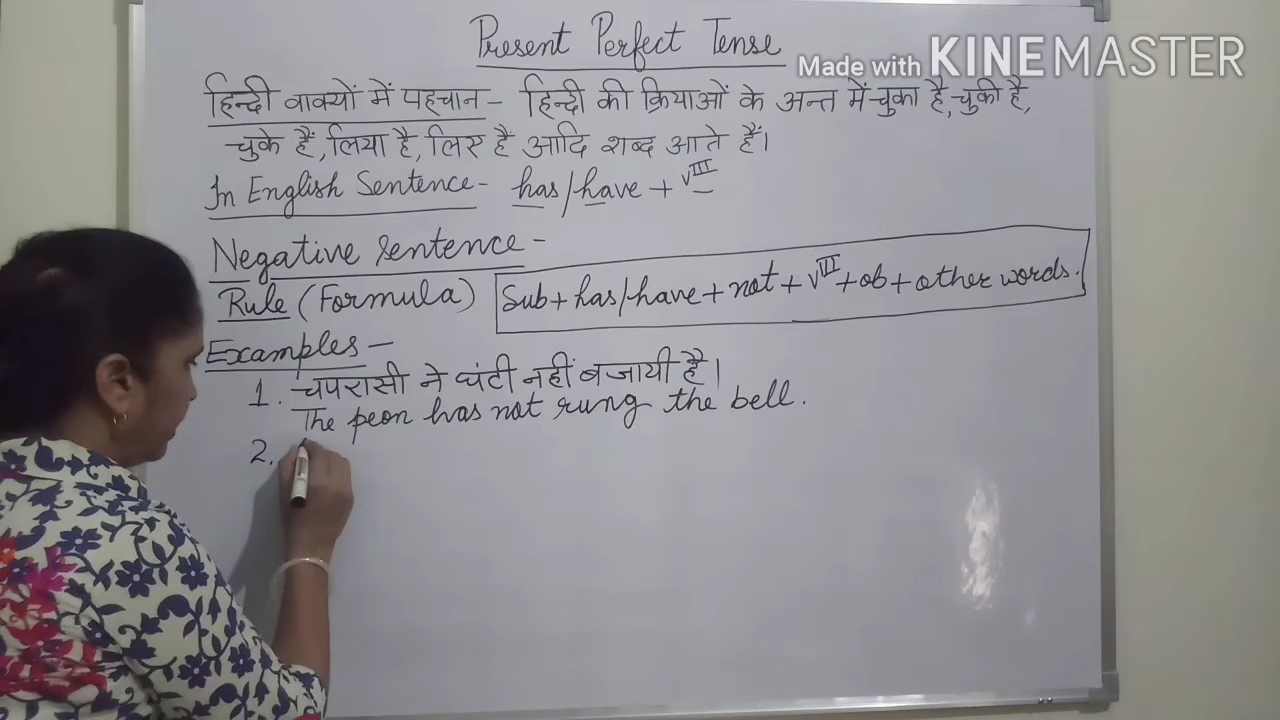 Present Perfect Tense
Made with KINEMASTER
हिन्दी वाक्यों में पहचान - हिन्दी की क्रियाओं के अन्त में चुका है, चुकी है,
चुके हैं, लिया है, लिए हैं आदि शब्द आते हैं।
In English Sentence - has/have + vIII
Negative sentence -
Rule (Formula) Sub + has/have + not + vIII + ob + other words.
Examples -
1. चपरासी ने घंटी नहीं बजायी है।
The peon has not rung the bell.
2.